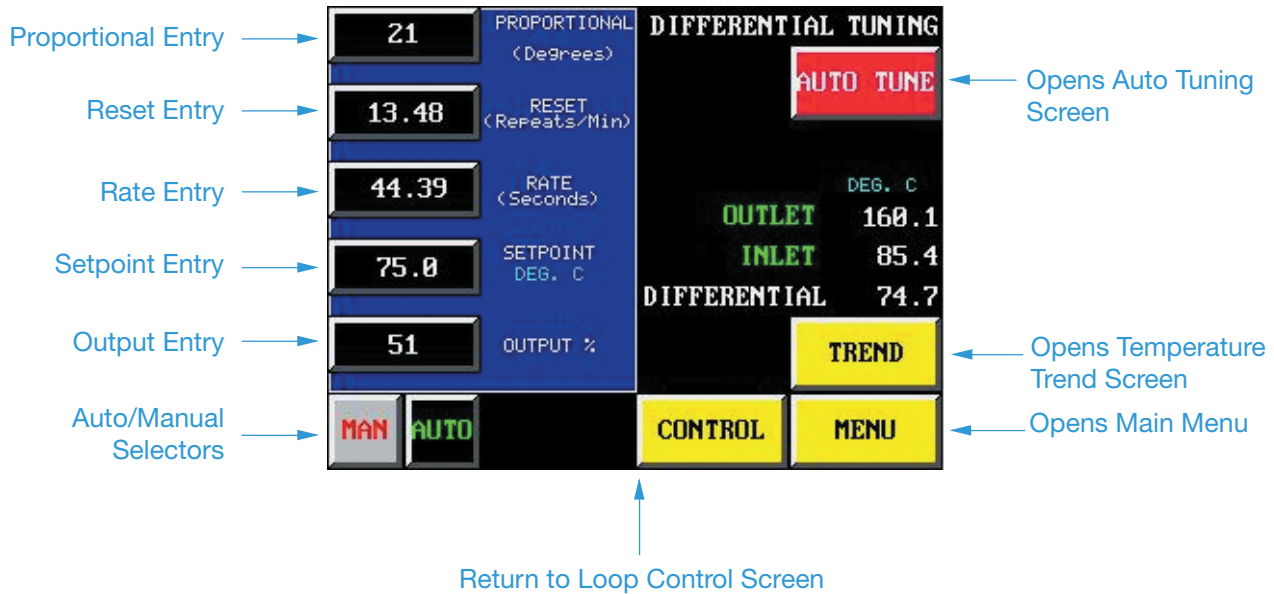 Proportional Entry
Reset Entry
Rate Entry
Setpoint Entry
Output Entry
Auto/Manual
Selectors
21
PROPORTIONAL
(Degrees)
13.48
RESET
(Repeats/Min)
44.39
RATE
(Seconds)
75.0
SETPOINT
DEG. C
51
OUTPUT %
MAN
AUTO
DIFFERENTIAL TUNING
AUTO TUNE
DEG. C
OUTLET 160.1
INLET 85.4
DIFFERENTIAL 74.7
TREND
CONTROL
MENU
Opens Auto Tuning
Screen
Opens Temperature
Trend Screen
Opens Main Menu
Return to Loop Control Screen